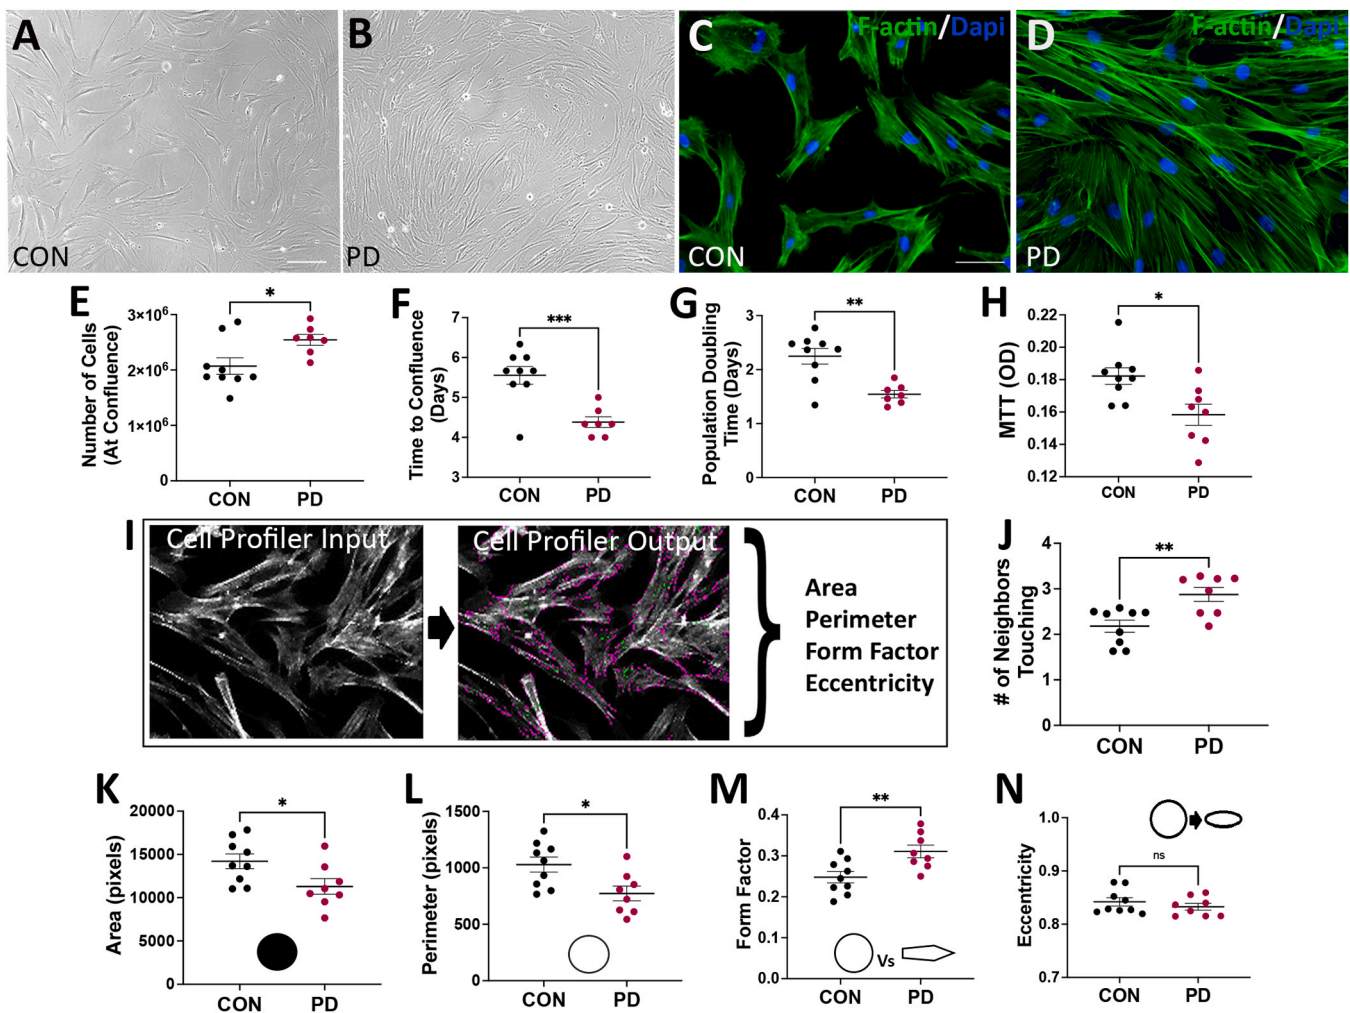 A
CON
B
PD
C
F-actin/Dapi
CON
D
F-actin/Dapi
PD
E
Number of Cells
(At Confluence)
3×10⁶
2×10⁶
1×10⁶
0
*
CON PD
F
Time to Confluence
(Days)
7
6
5
4
3
***
CON PD
G
Population Doubling
Time (Days)
3
2
1
0
**
CON PD
H
MTT (OD)
0.22
0.20
0.18
0.16
0.14
0.12
*
CON PD
I
Cell Profiler Input
Cell Profiler Output
Area
Perimeter
Form Factor
Eccentricity
J
# of Neighbors
Touching
4
3
2
1
0
**
CON PD
K
Area (pixels)
20000
15000
10000
5000
0
*
CON PD
L
Perimeter (pixels)
1500
1000
500
0
*
CON PD
M
Form Factor
0.4
0.3
0.2
0.1
0.0
**
Vs
CON PD
N
Eccentricity
1.0
0.9
0.8
0.7
ns
CON PD